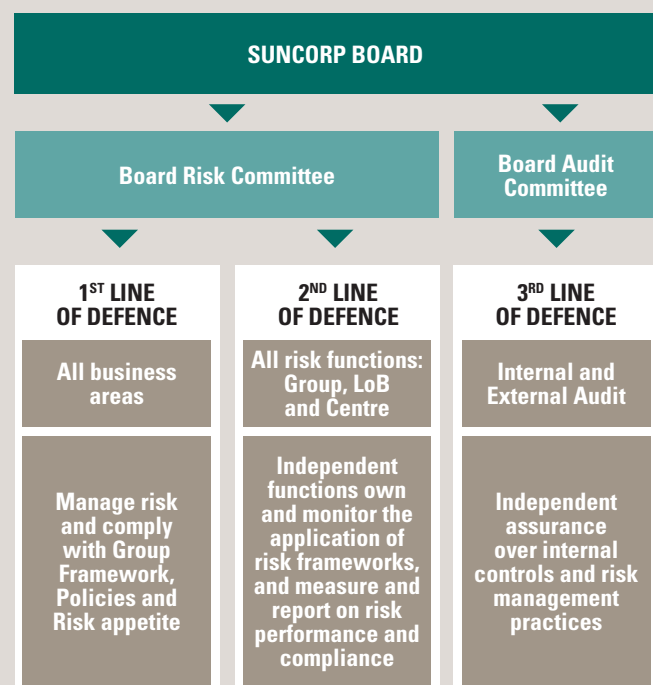 SUNCORP BOARD
Board Risk Committee
Board Audit
Committee
1ST LINE
OF DEFENCE
All business
areas
Manage risk
and comply
with Group
Framework,
Policies and
Risk appetite
2ND LINE
OF DEFENCE
All risk functions:
Group, LoB
and Centre
Independent
functions own
and monitor the
application of
risk frameworks,
and measure and
report on risk
performance and
compliance
3RD LINE
OF DEFENCE
Internal and
External Audit
Independent
assurance
over internal
controls and risk
management
practices